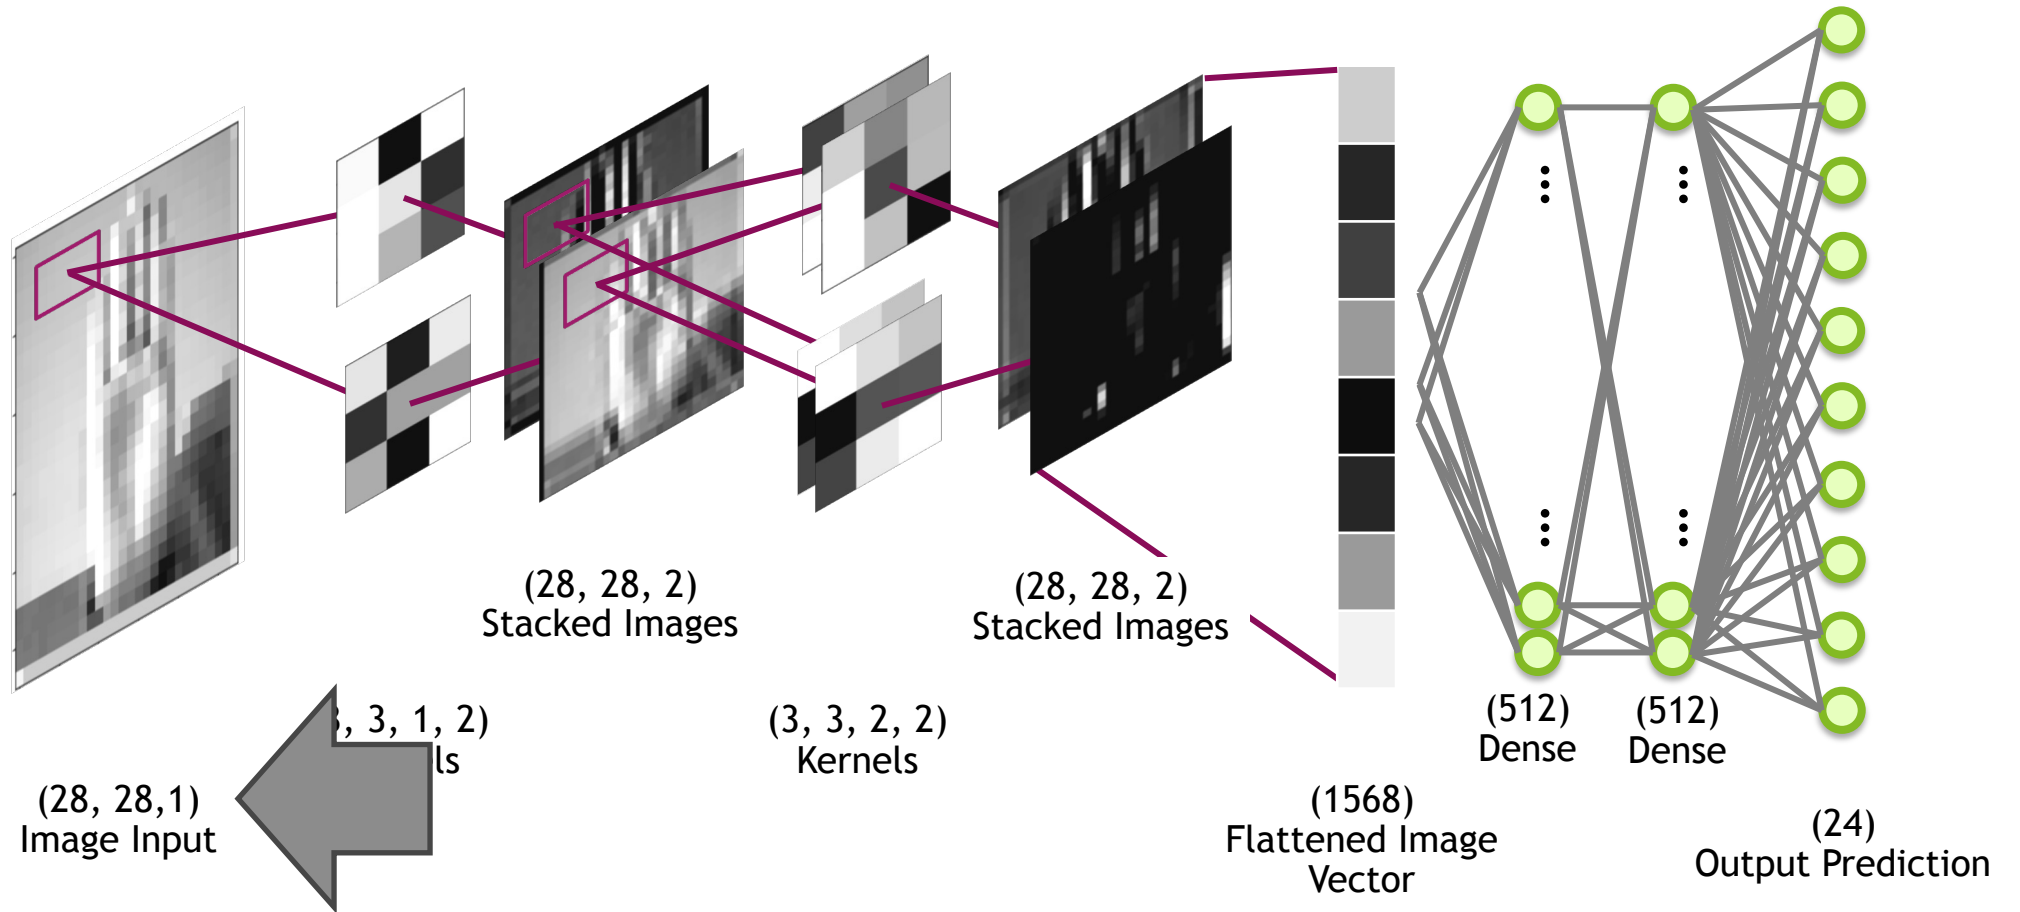 (28, 28, 2)
Stacked Images
(28, 28, 2)
Stacked Images
3, 1, 2)
(3, 3, 2, 2)
Kernels
(512)
Dense
(512)
Dense
(28, 28,1)
Image Input
(1568)
Flattened Image
Vector
(24)
Output Prediction